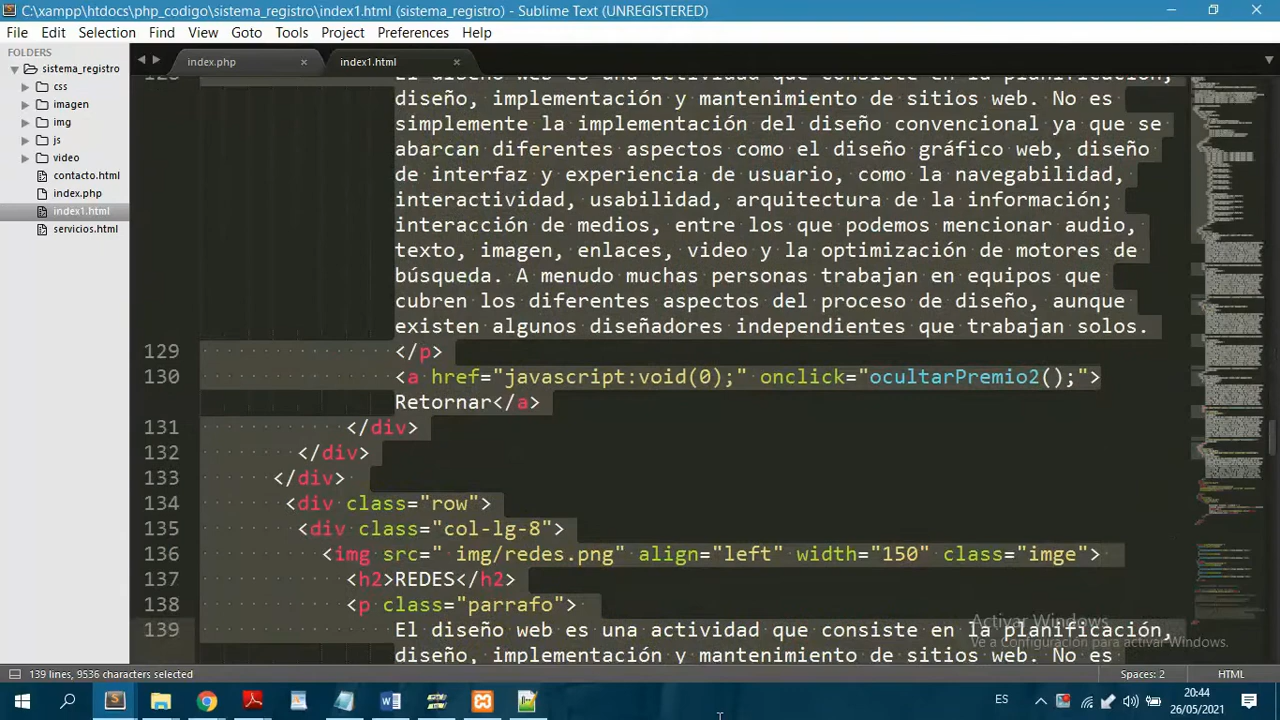 C:\xampp\htdocs\php_codigo\sistema_registro\index1.html (sistema_registro) - Sublime Text (UNREGISTERED)
File Edit Selection Find View Goto Tools Project Preferences Help
FOLDERS
sistema_registro
css
imagen
img
js
video
contacto.html
index.php
index1.html
servicios.html
index.php
index1.html
El diseño web es una actividad que consiste en la planificación,
diseño, implementación y mantenimiento de sitios web. No es
simplemente la implementación del diseño convencional ya que se
abarcan diferentes aspectos como el diseño gráfico web, diseño
de interfaz y experiencia de usuario, como la navegabilidad,
interactividad, usabilidad, arquitectura de la información;
interacción de medios, entre los que podemos mencionar audio,
texto, imagen, enlaces, video y la optimización de motores de
búsqueda. A menudo muchas personas trabajan en equipos que
cubren los diferentes aspectos del proceso de diseño, aunque
existen algunos diseñadores independientes que trabajan solos.
129 </p>
130 <a href="javascript:void(0);" onclick="ocultarPremio2();">
Retornar</a>
131 </div>
132 </div>
133 </div>
134 <div class="row">
135 <div class="col-lg-8">
136 <img src=" img/redes.png" align="left" width="150" class="imge">
137 <h2>REDES</h2>
138 <p class="parrafo">
139 El diseño web es una actividad que consiste en la planificación,
diseño, implementación y mantenimiento de sitios web. No es
Activar Windows
Ve a Configuración para activar Windows.
139 lines, 9536 characters selected
Spaces: 2
HTML
ES
20:44
26/05/2021